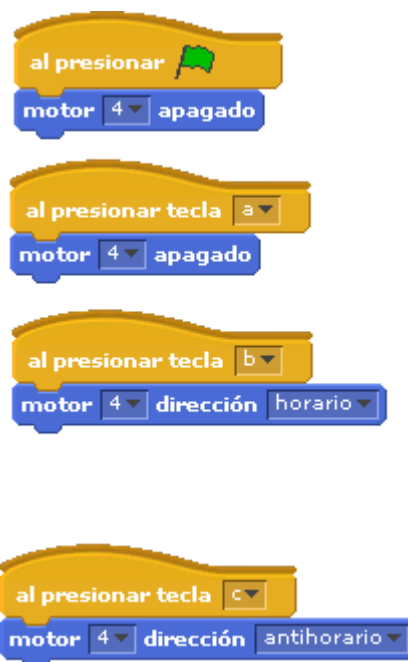 al presionar
motor 4 apagado
al presionar tecla a
motor 4 apagado
al presionar tecla b
motor 4 dirección horario
al presionar tecla c
motor 4 dirección antihorario